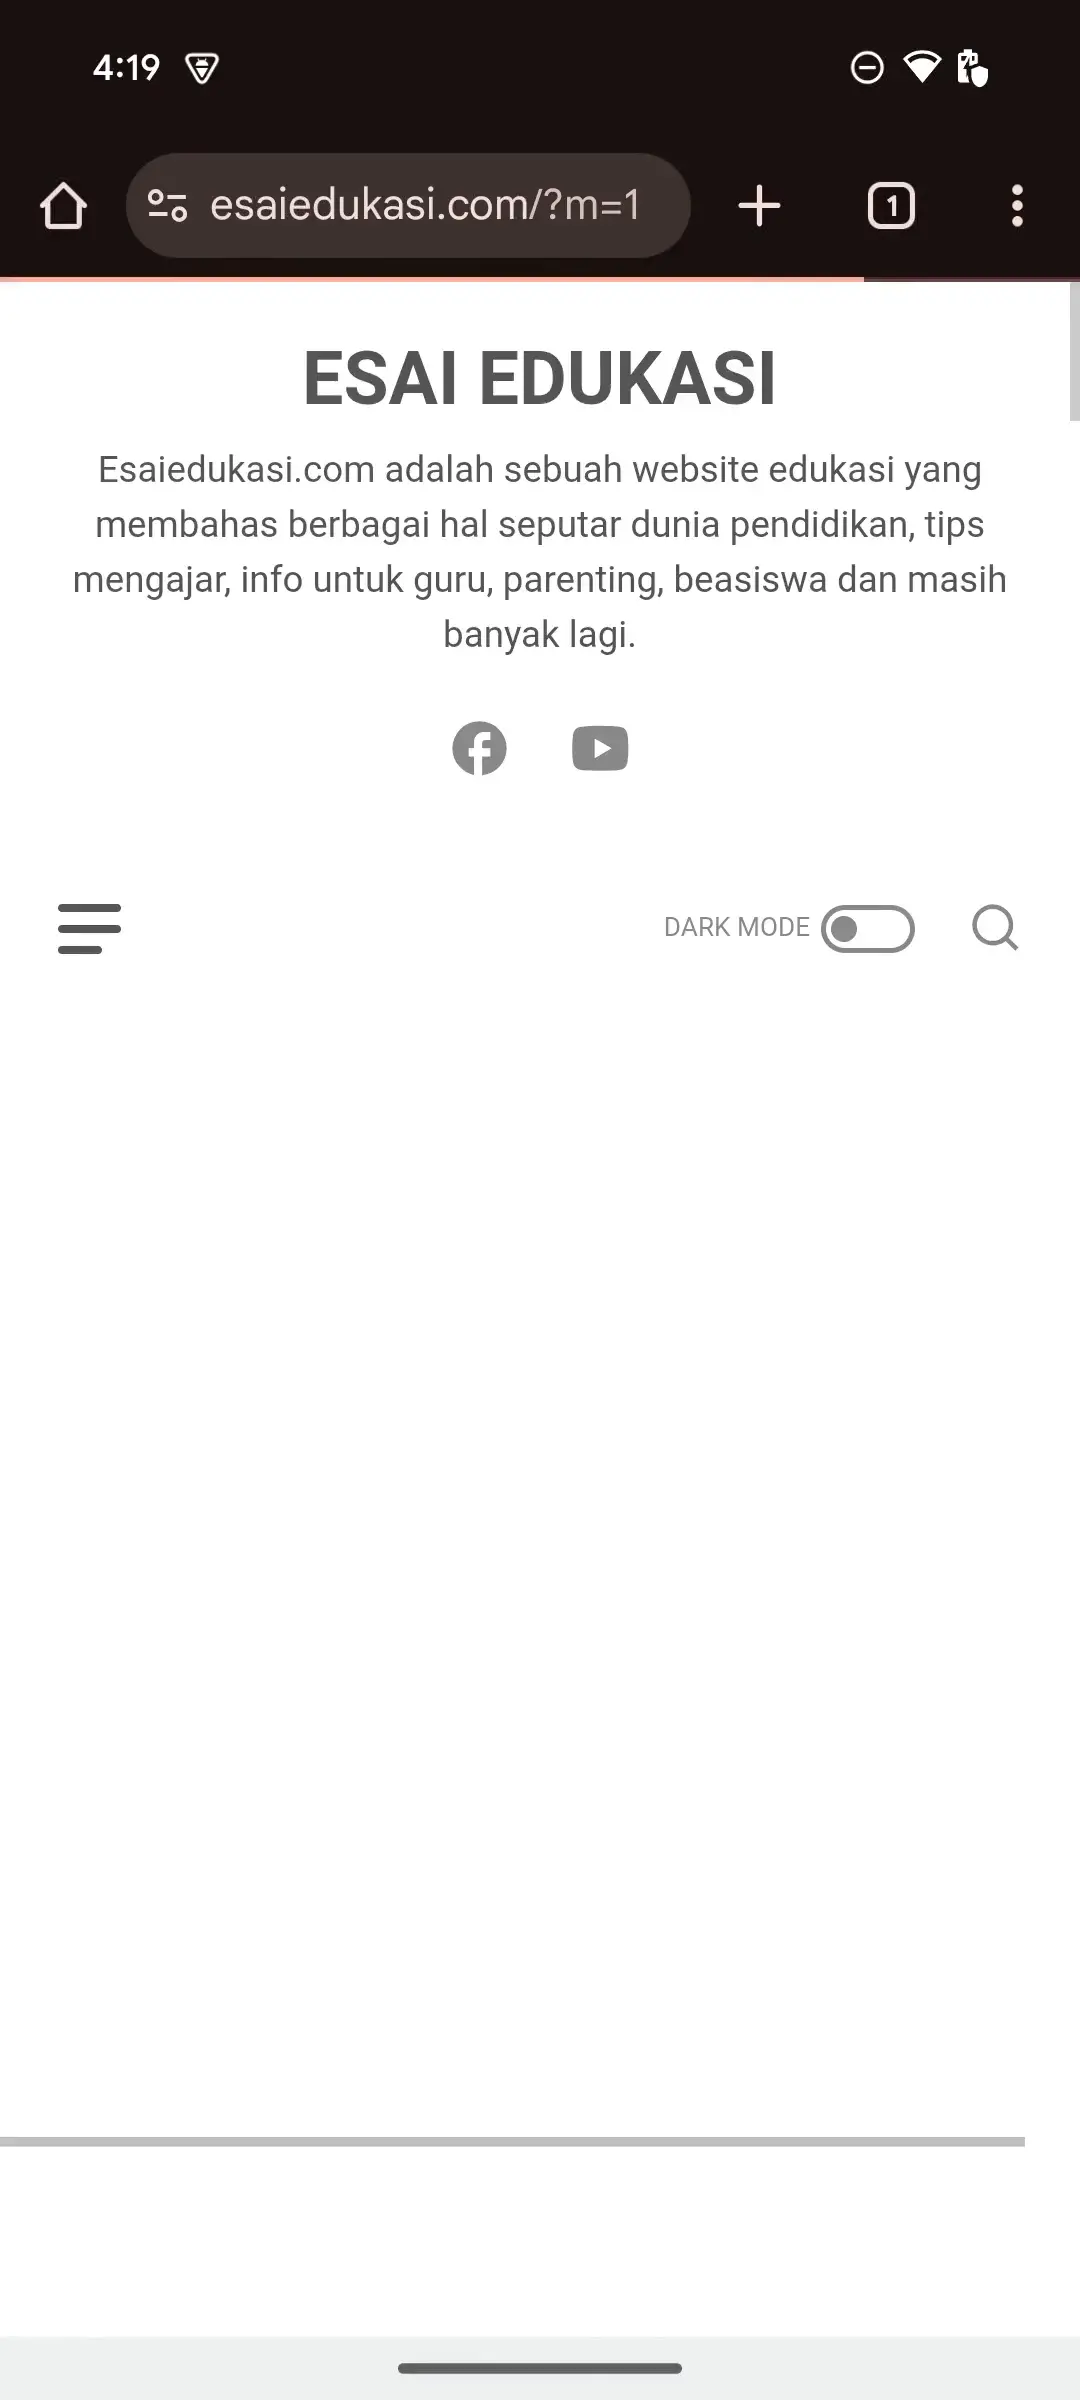 4:19
esaiedukasi.com/?m=1
1
ESAI EDUKASI
Esaiedukasi.com adalah sebuah website edukasi yang
membahas berbagai hal seputar dunia pendidikan, tips
mengajar, info untuk guru, parenting, beasiswa dan masih
banyak lagi.
DARK MODE